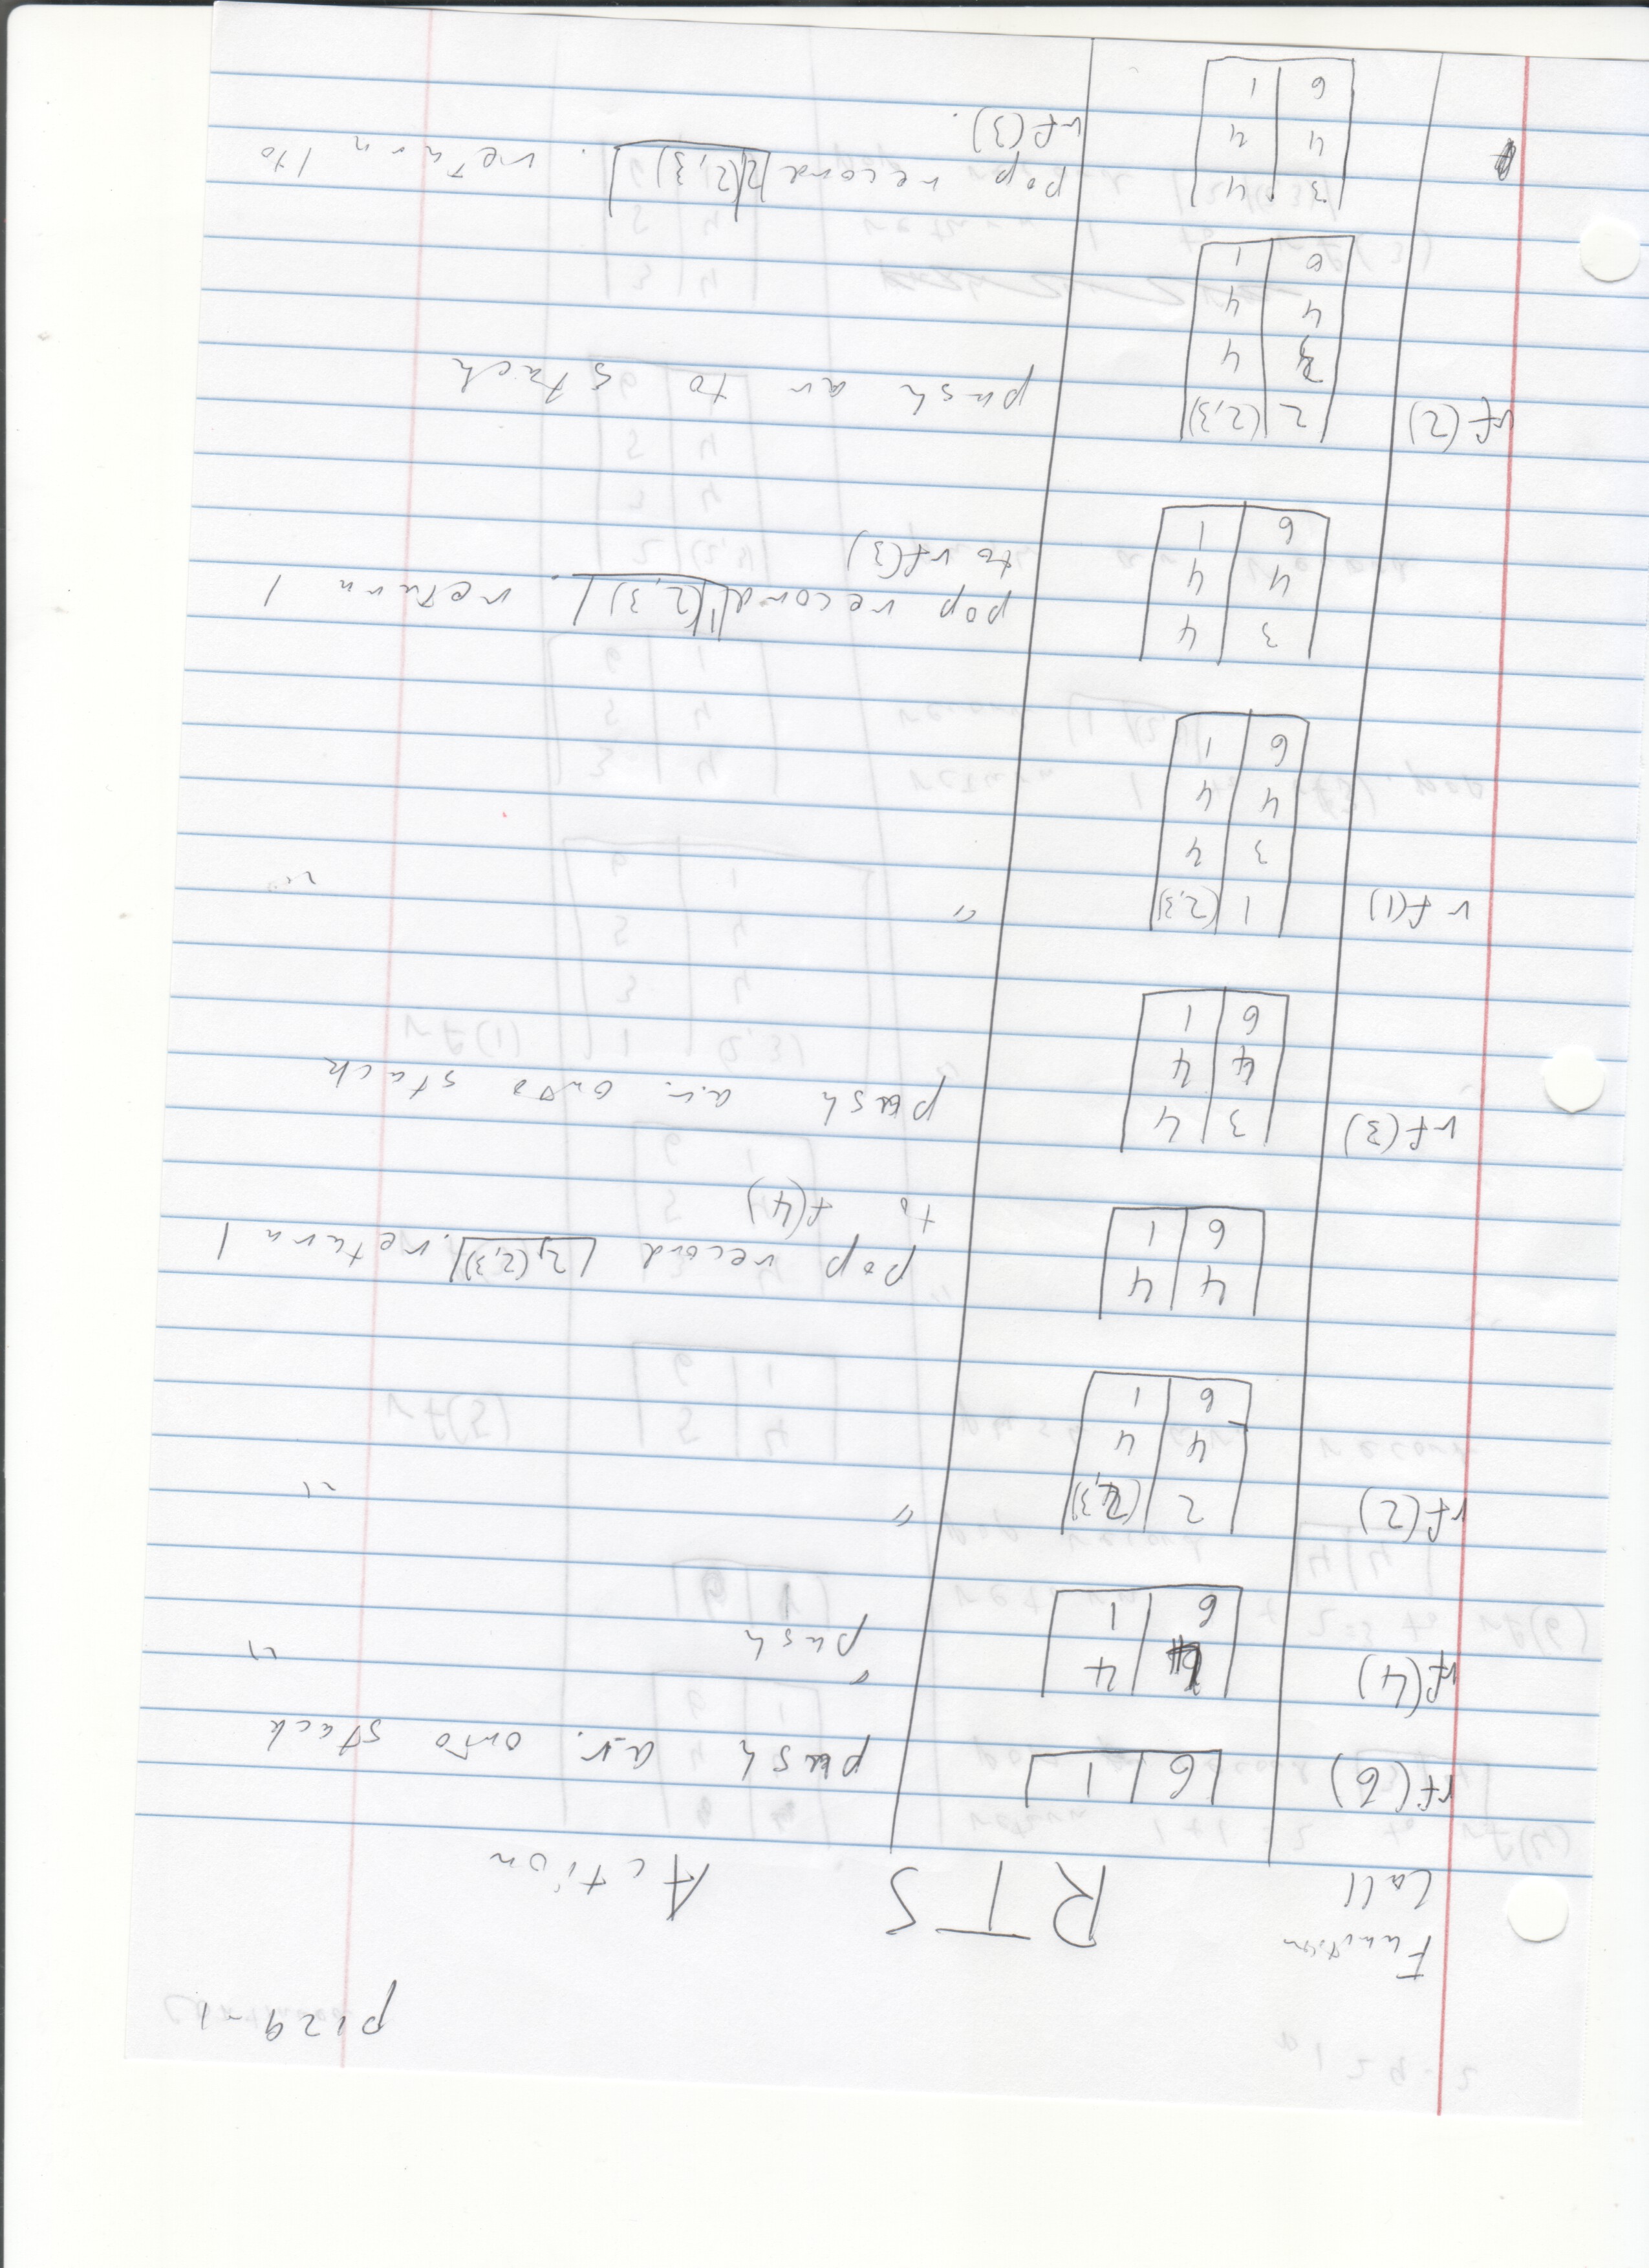 p129-1
Function
Call RTS Action
rf(6) 6 1 push a.r. onto stack
rf(4) 4 4 " push "
6 1
rf(2) 2 (2,3) " "
4 4
6 1
4 4 pop record 2,(2,3). return 1
6 1 to f(4)
rf(3) 3 4 push a.r. onto stack
4 4
6 1
rf(1) 1 (2,3) " "
3 4
4 4
6 1
3 4 pop record 1 (2,3). return 1
4 4 to rf(3)
6 1
rf(2) 2 (2,3) push ar to stack
3 4
4 4
6 1
3 4 pop record 2 (2,3). return 1 to
4 4 rf(3).
6 1